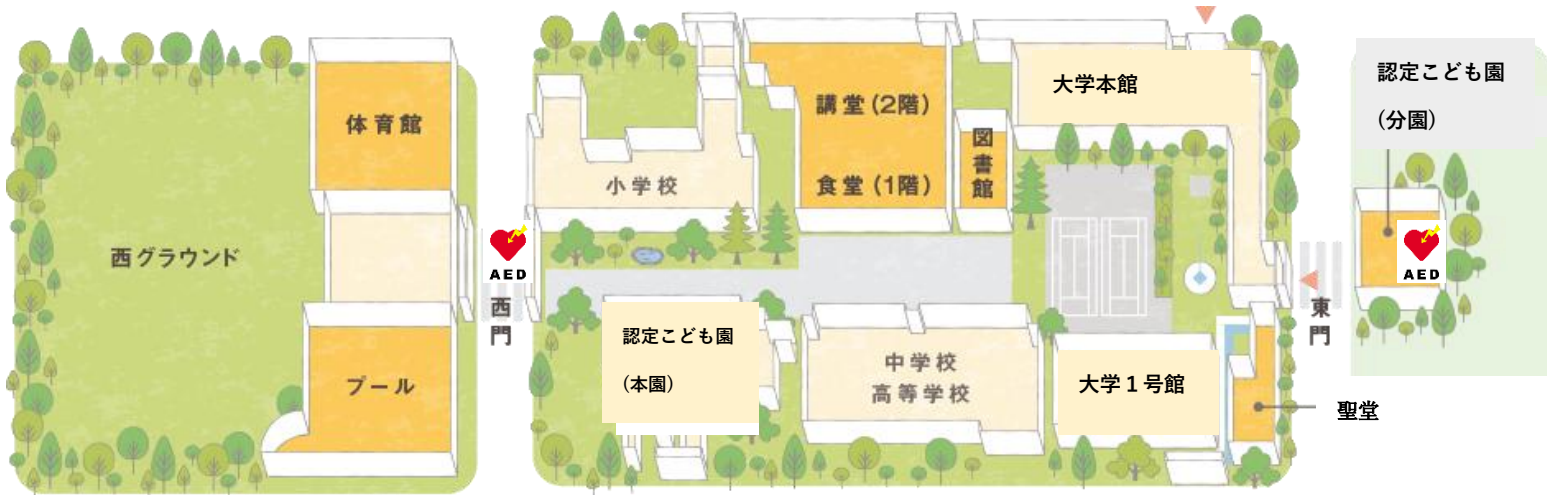 体育館
西グラウンド
プール
AED
西門
小学校
講堂(2階)
食堂(1階)
図書館
大学本館
認定こども園
(本園)
中学校
高等学校
大学1号館
東門
聖堂
認定こども園
(分園)
AED